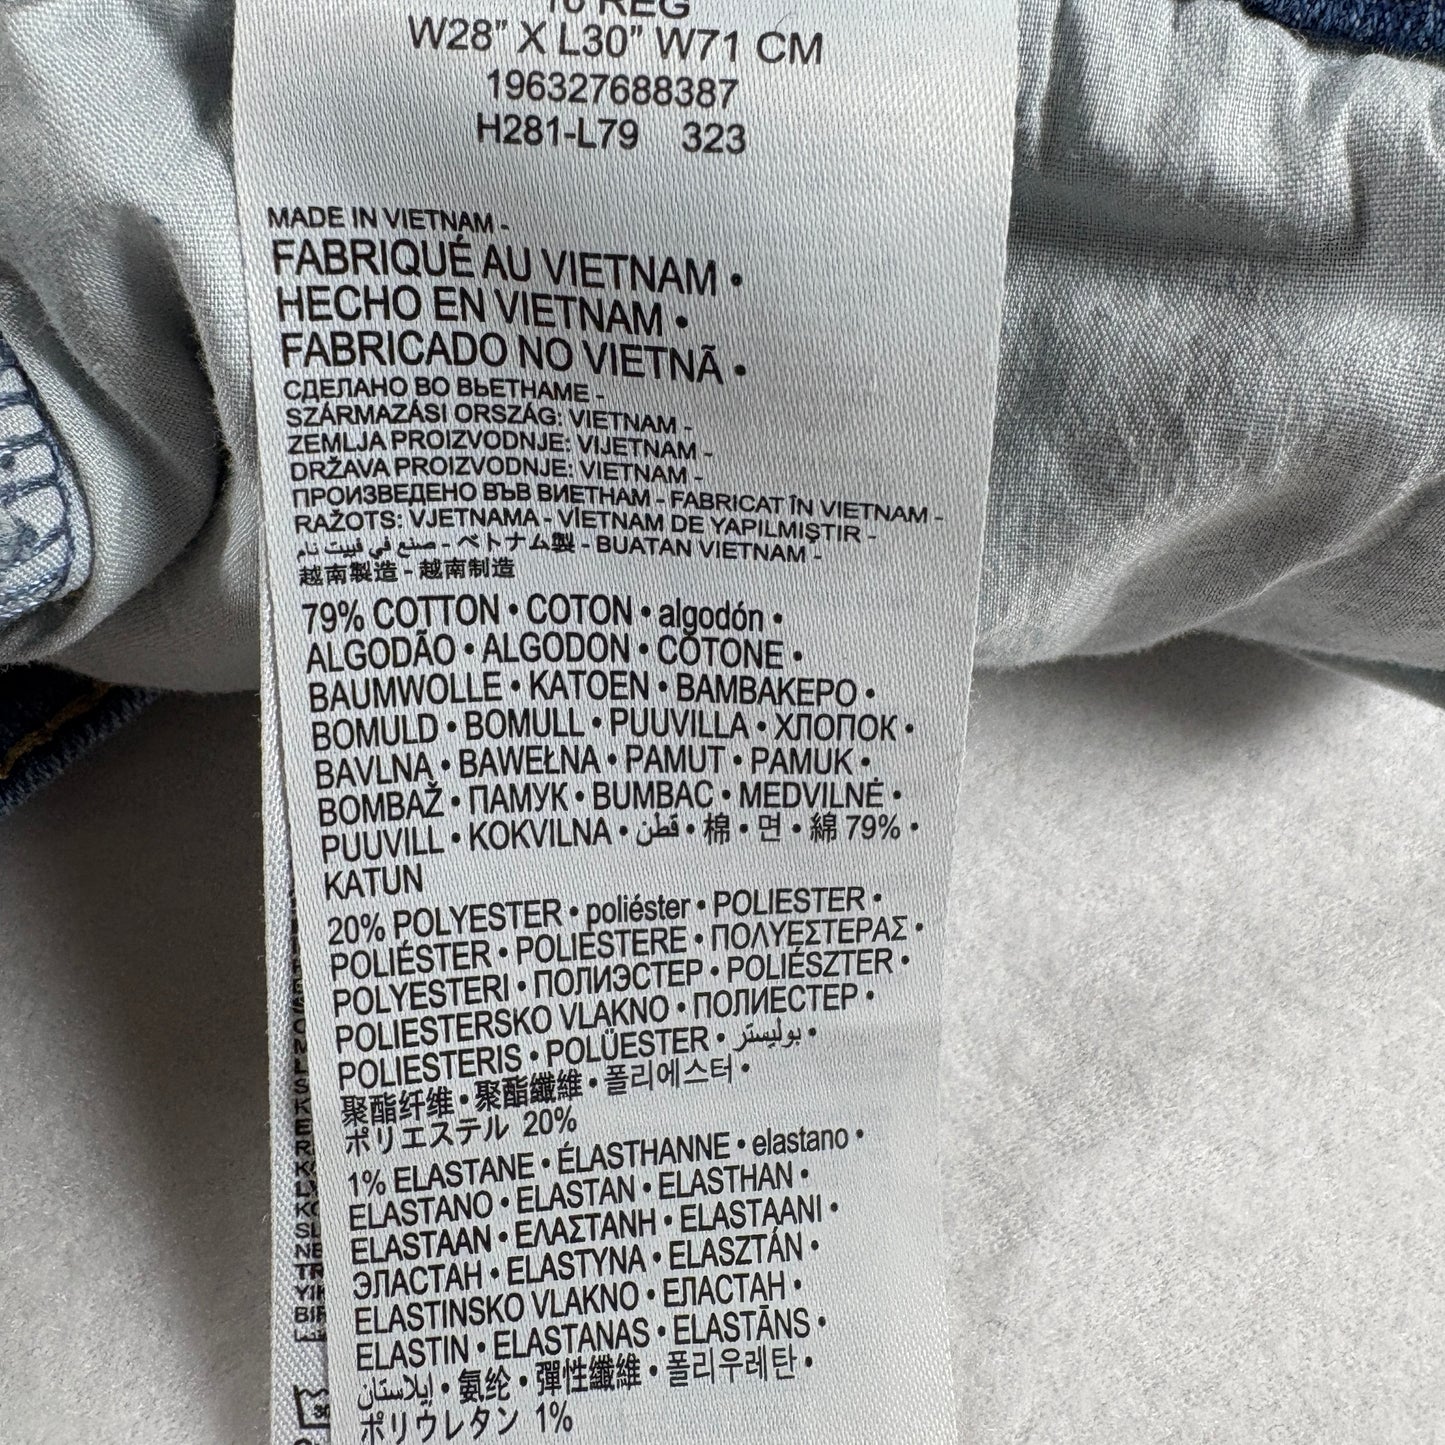 16 REG
W28” X L30” W71 CM
196327688387
H281-L79 323
MADE IN VIETNAM -
FABRIQUÉ AU VIETNAM •
HECHO EN VIETNAM •
FABRICADO NO VIETNÃ •
СДЕЛАНО ВО ВЬЕТНАМЕ -
SZÁRMAZÁSI ORSZÁG: VIETNAM -
ZEMLJA PROIZVODNJE: VIJETNAM -
DRŽAVA PROIZVODNJE: VIETNAM -
ПРОИЗВЕДЕНО ВЪВ ВИЕТНАМ - FABRICAT ÎN VIETNAM -
RAŽOTS: VJETNAMA - VİETNAM DE YAPILMIŞTIR -
صنع في فييت نام - ベトナム製 - BUATAN VIETNAM -
越南製造 - 越南制造
79% COTTON • COTON • algodón •
ALGODÃO • ALGODON • COTONE •
BAUMWOLLE • KATOEN • ΒΑΜΒΑΚΕΡΟ •
BOMULD • BOMULL • PUUVILLA • ХЛОПОК •
BAVLNA • BAWEŁNA • PAMUT • PAMUK •
BOMBAŽ • ПАМУК • BUMBAC • MEDVILNĖ •
PUUVILL • KOKVILNA • قطن • 棉 • 면 • 綿 79% •
KATUN
20% POLYESTER • poliéster • POLIESTER •
POLIÉSTER • POLIESTERE • ΠΟΛΥΕΣΤΕΡΑΣ •
POLYESTERI • ПОЛИЭСТЕР • POLIÉSZTER •
POLIESTERSKO VLAKNO • ПОЛИЕСТЕР •
POLIESTERIS • POLÜESTER • بوليستر •
聚酯纤维 • 聚酯纖維 • 폴리에스터 •
ポリエステル 20%
1% ELASTANE • ÉLASTHANNE • elastano •
ELASTANO • ELASTAN • ELASTHAN •
ELASTAAN • ΕΛΑΣΤΑΝΗ • ELASTAANI •
ЭЛАСТАН • ELASTYNA • ELASZTÁN •
ELASTINSKO VLAKNO • ЕЛАСТАН •
ELASTIN • ELASTANAS • ELASTĀNS •
إيلاستان • 氨纶 • 彈性纖維 • 폴리우레탄 •
ポリウレタン 1%